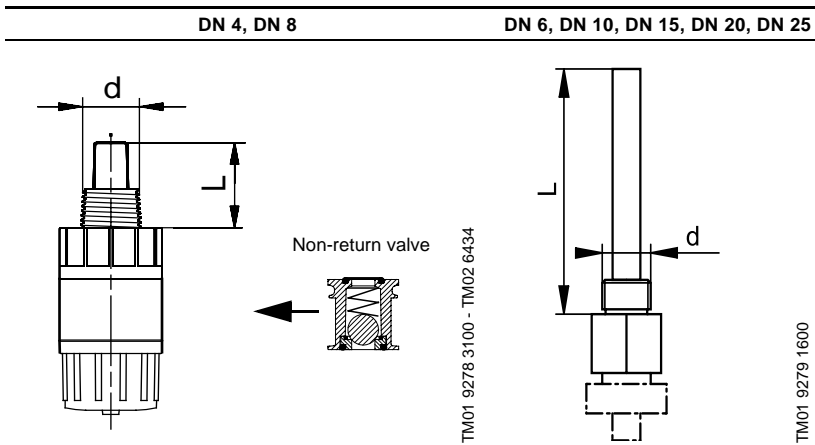 DN 4, DN 8
DN 6, DN 10, DN 15, DN 20, DN 25
d
L
Non-return valve
TM01 9278 3100 - TM02 6434
L
d
TM01 9279 1600